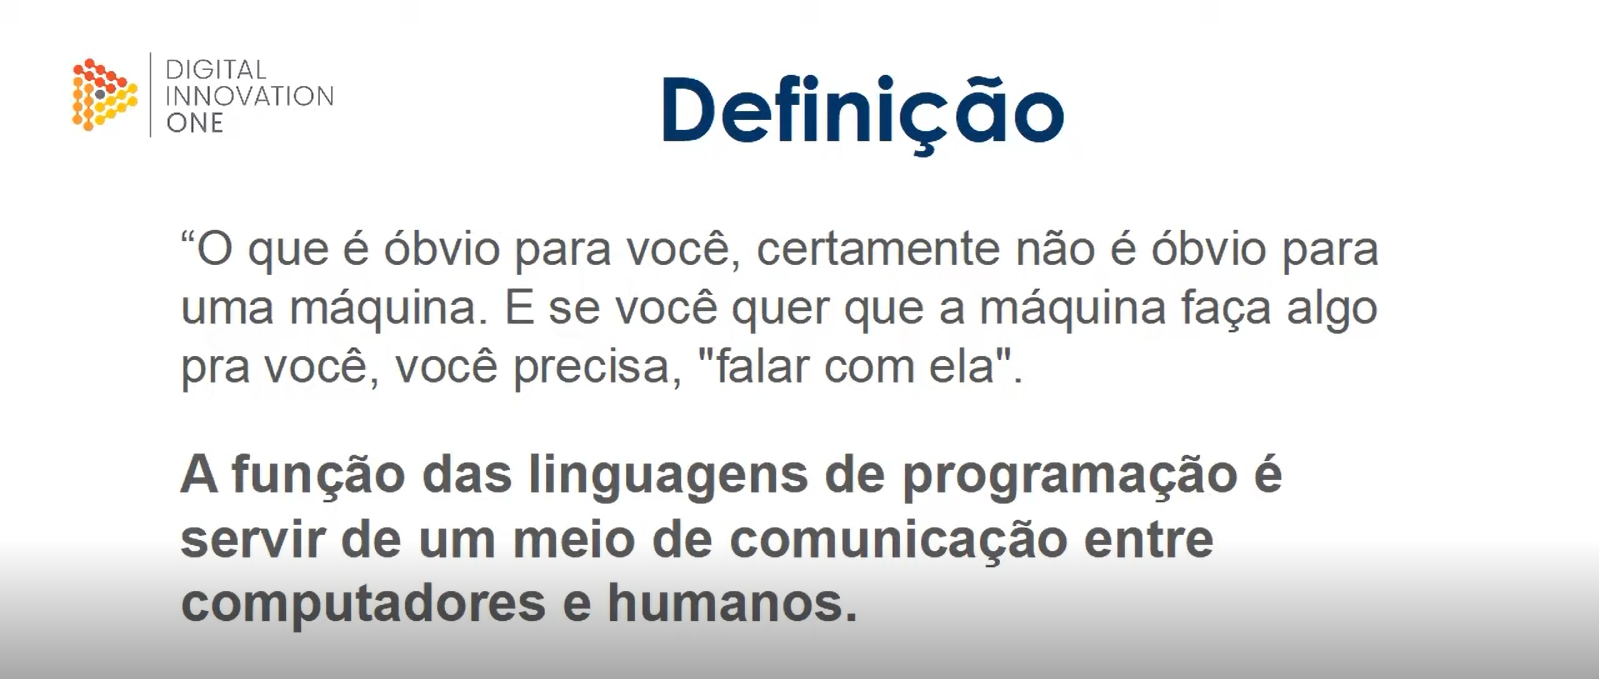 DIGITAL
INNOVATION
ONE
Definição
“O que é óbvio para você, certamente não é óbvio para
uma máquina. E se você quer que a máquina faça algo
pra você, você precisa, "falar com ela".
A função das linguagens de programação é
servir de um meio de comunicação entre
computadores e humanos.